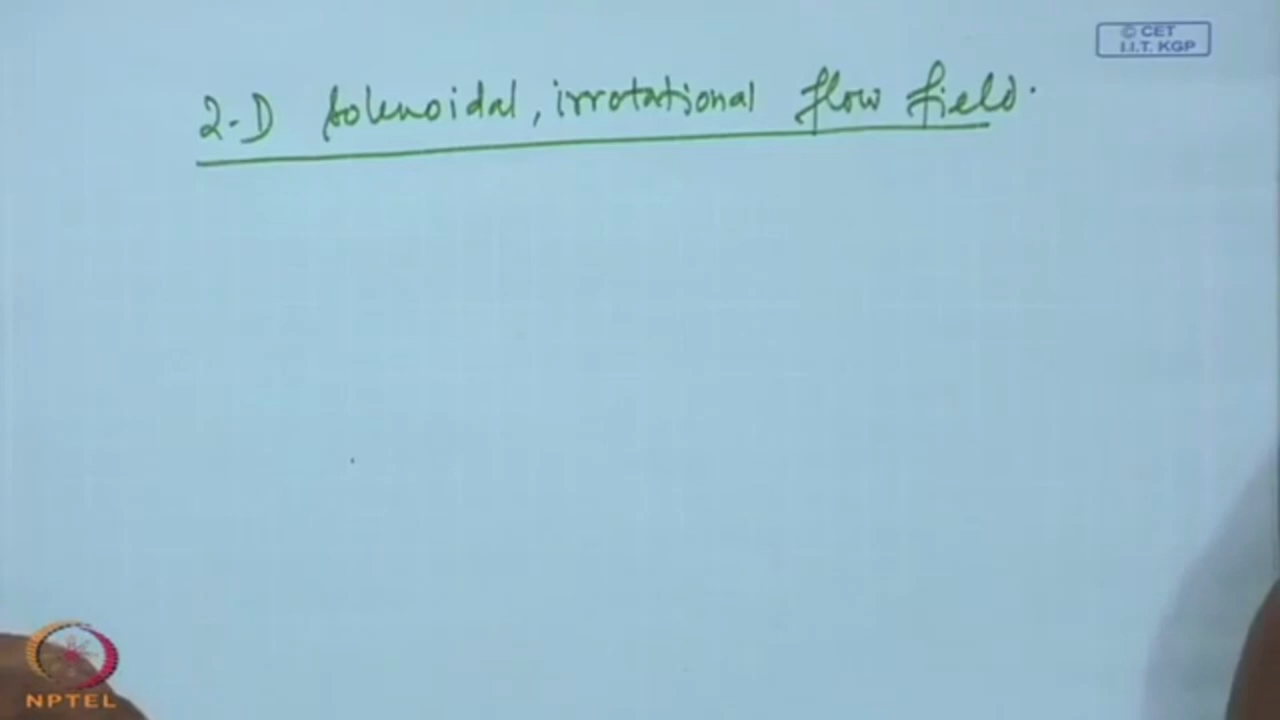 © CET
I.I.T. KGP
2-D solenoidal, irrotational flow field.
NPTEL